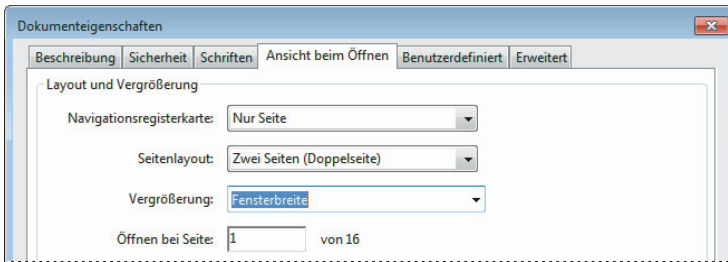 Dokumenteigenschaften
Beschreibung Sicherheit Schriften Ansicht beim Öffnen Benutzerdefiniert Erweitert
Layout und Vergrößerung
Navigationsregisterkarte: Nur Seite
Seitenlayout: Zwei Seiten (Doppelseite)
Vergrößerung: Fensterbreite
Öffnen bei Seite: 1 von 16